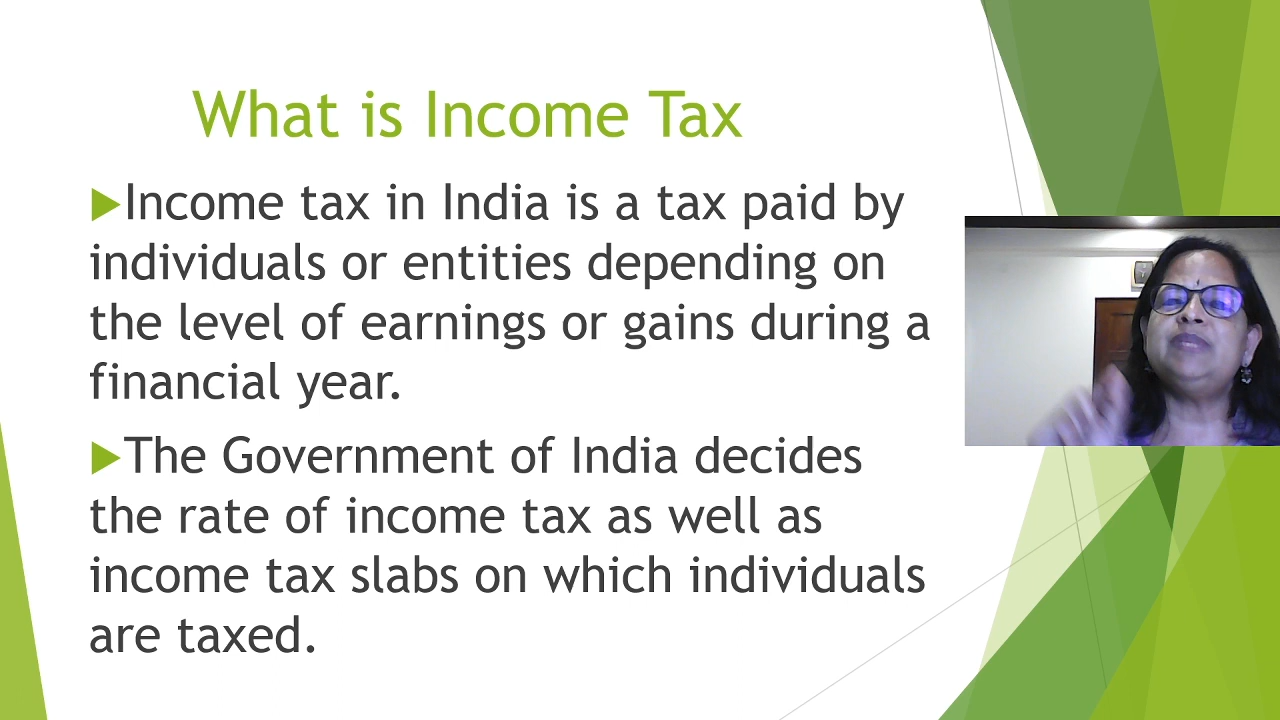 What is Income Tax
Income tax in India is a tax paid by
individuals or entities depending on
the level of earnings or gains during a
financial year.
The Government of India decides
the rate of income tax as well as
income tax slabs on which individuals
are taxed.